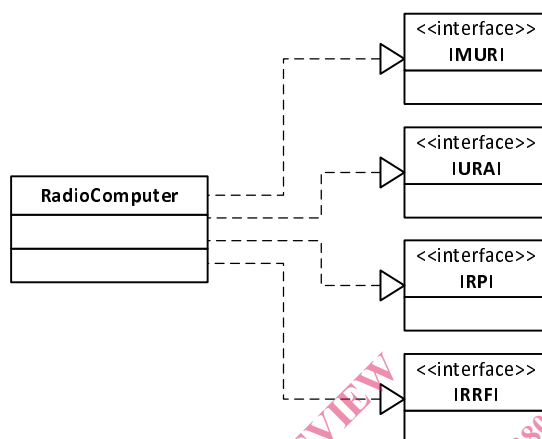 <<interface>>
IMURI
<<interface>>
IURAI
RadioComputer
<<interface>>
IRPI
<<interface>>
IRRFI